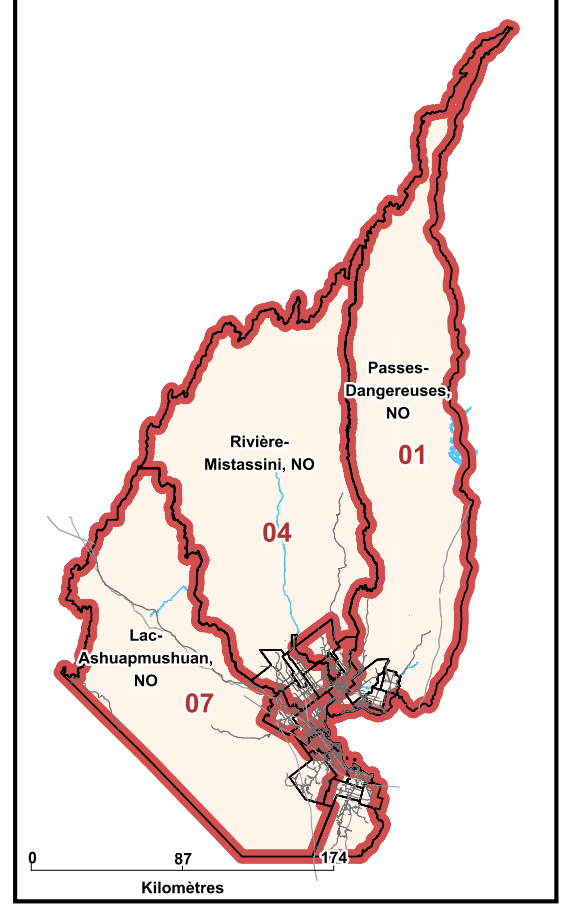 Passes-
Dangereuses,
NO
01
Rivière-
Mistassini, NO
04
Lac-
Ashuapmushuan,
NO
07
0 87 174
Kilomètres